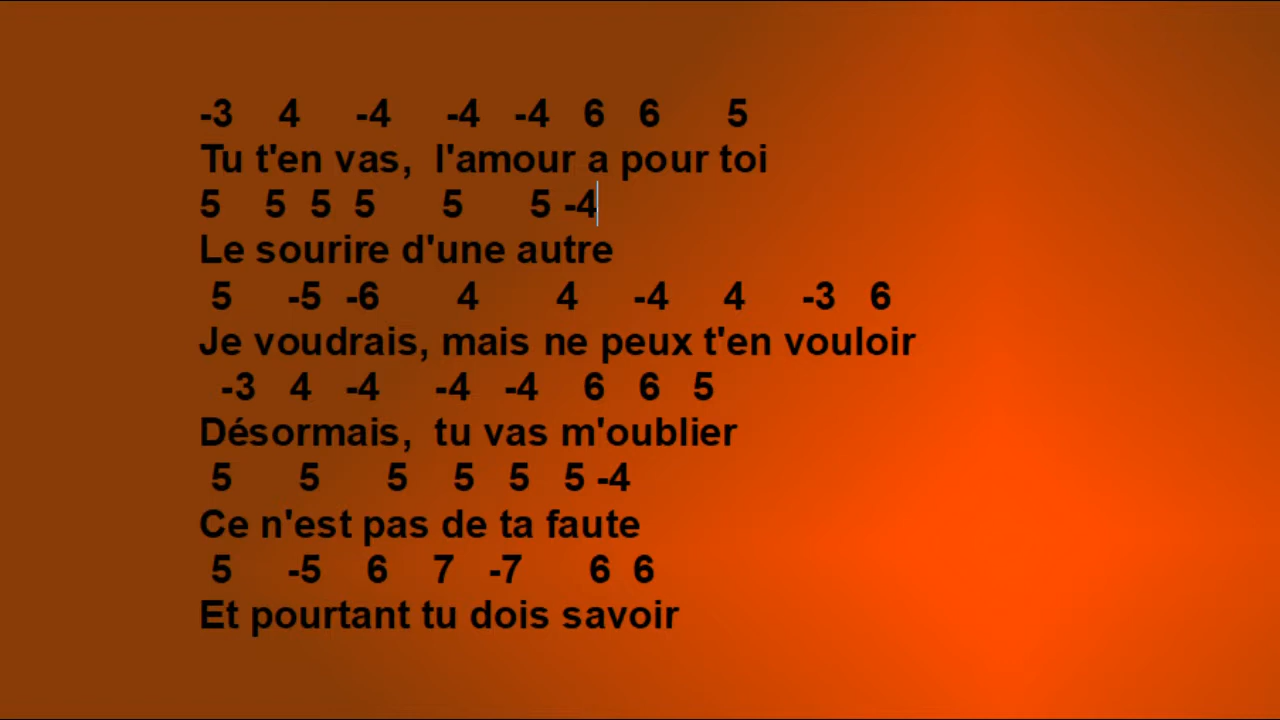 -3 4 -4 -4 -4 6 6 5
Tu t'en vas, l'amour a pour toi
5 5 5 5 5 5 -4
Le sourire d'une autre
5 -5 -6 4 4 -4 4 -3 6
Je voudrais, mais ne peux t'en vouloir
-3 4 -4 -4 -4 6 6 5
Désormais, tu vas m'oublier
5 5 5 5 5 5 -4
Ce n'est pas de ta faute
5 -5 6 7 -7 6 6
Et pourtant tu dois savoir